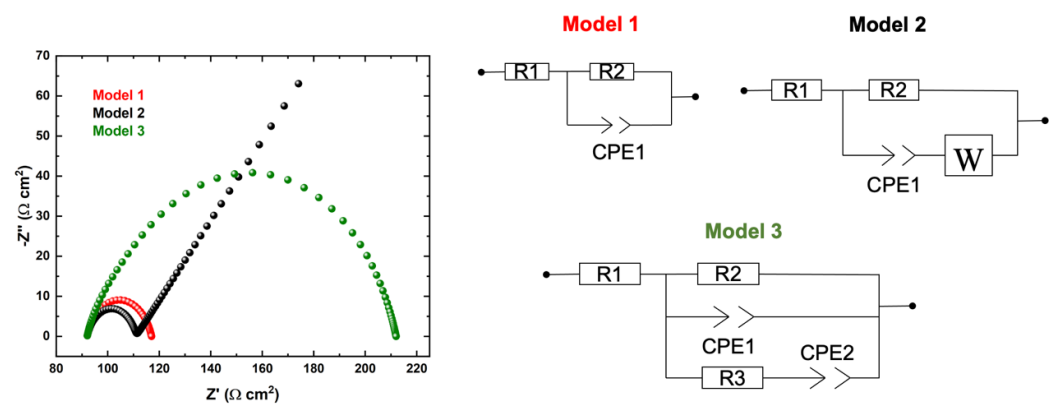 70
60
50
40
30
20
10
0
-Z" (Ω cm²)
80 100 120 140 160 180 200 220
Z' (Ω cm²)
Model 1
Model 2
Model 3
Model 1
R1 R2
CPE1
Model 2
R1 R2
CPE1 W
Model 3
R1 R2
CPE1
CPE2
R3